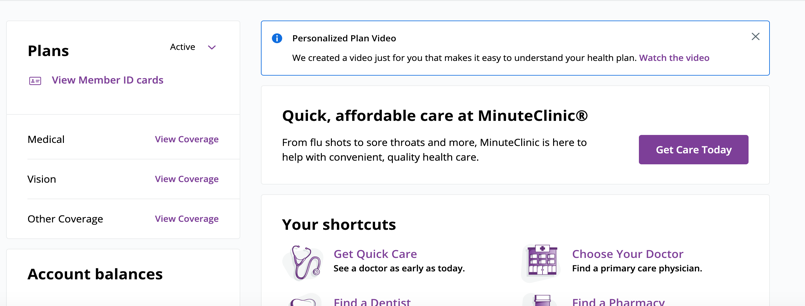 Plans
Active
View Member ID cards
Medical
View Coverage
Vision
View Coverage
Other Coverage
View Coverage
Account balances
Personalized Plan Video
We created a video just for you that makes it easy to understand your health plan. Watch the video
Quick, affordable care at MinuteClinic®
From flu shots to sore throats and more, MinuteClinic is here to
help with convenient, quality health care.
Get Care Today
Your shortcuts
Get Quick Care
See a doctor as early as today.
Choose Your Doctor
Find a primary care physician.
Find a Dentist
Find a Pharmacy